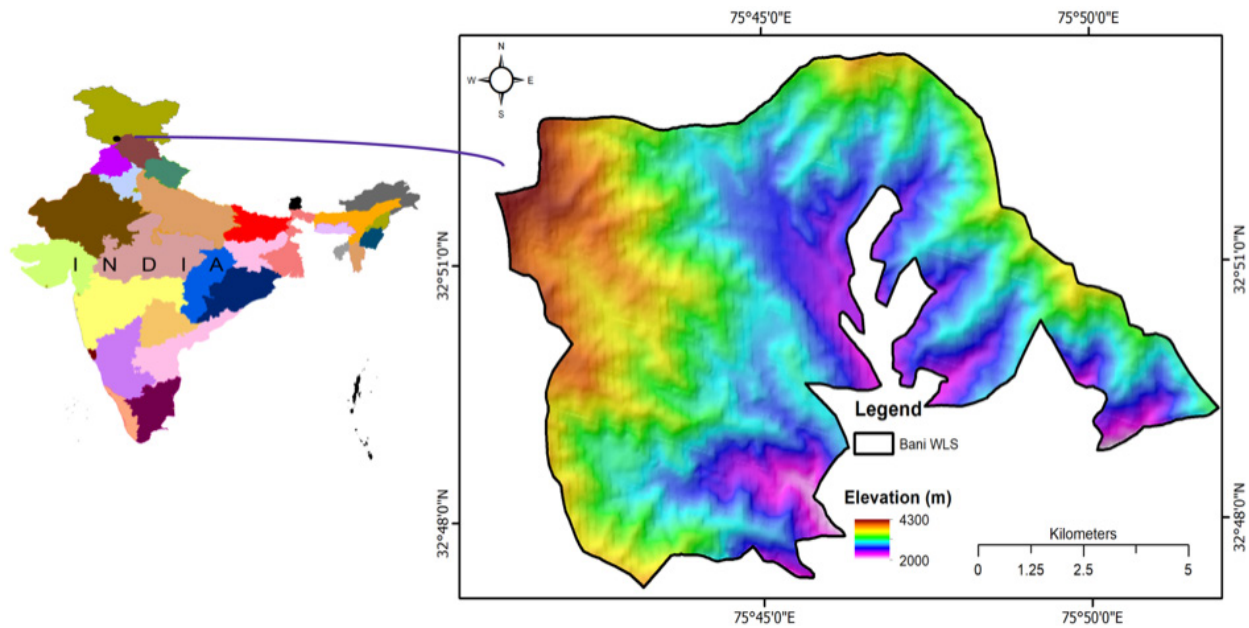 75°45'0"E
75°50'0"E
N
W E
S
I N D I A
32°51'0"N
32°51'0"N
Legend
Bani WLS
Elevation (m)
4300
2000
Kilometers
0 1.25 2.5 5
32°48'0"N
32°48'0"N
75°45'0"E
75°50'0"E